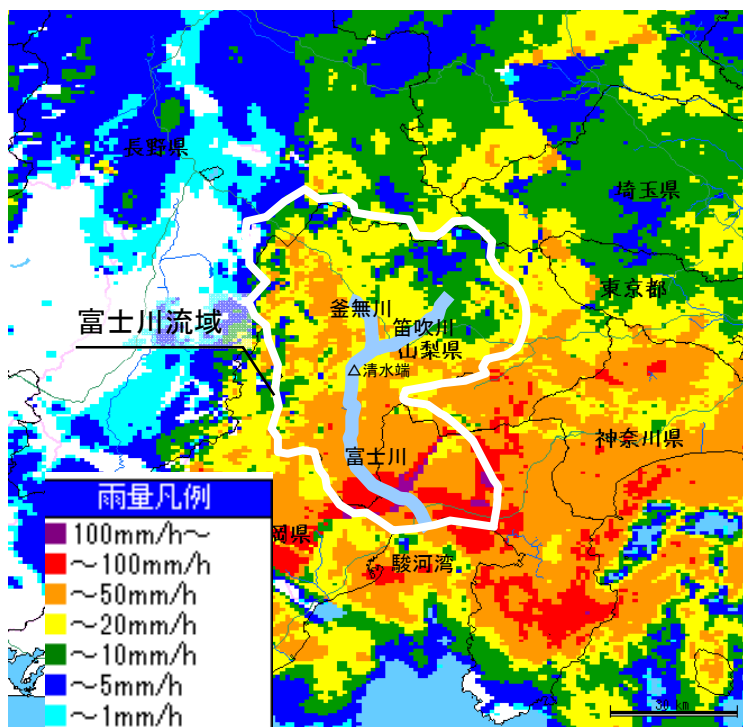 長野県
埼玉県
東京都
釜無川
富士川流域
笛吹川
山梨県
△清水端
神奈川県
富士川
雨量凡例
岡県
駿河湾
100mm/h～
～100mm/h
～50mm/h
～20mm/h
～10mm/h
～5mm/h
～1mm/h
30 km